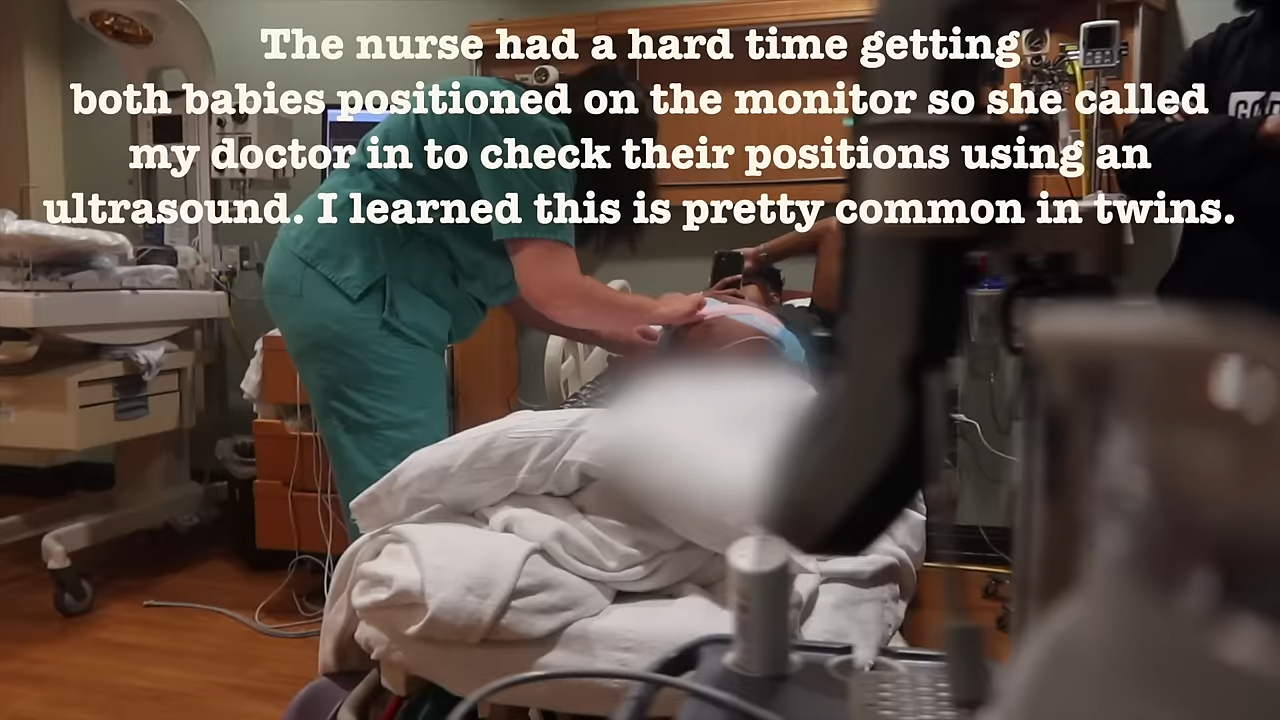 The nurse had a hard time getting
both babies positioned on the monitor so she called
my doctor in to check their positions using an
ultrasound. I learned this is pretty common in twins.